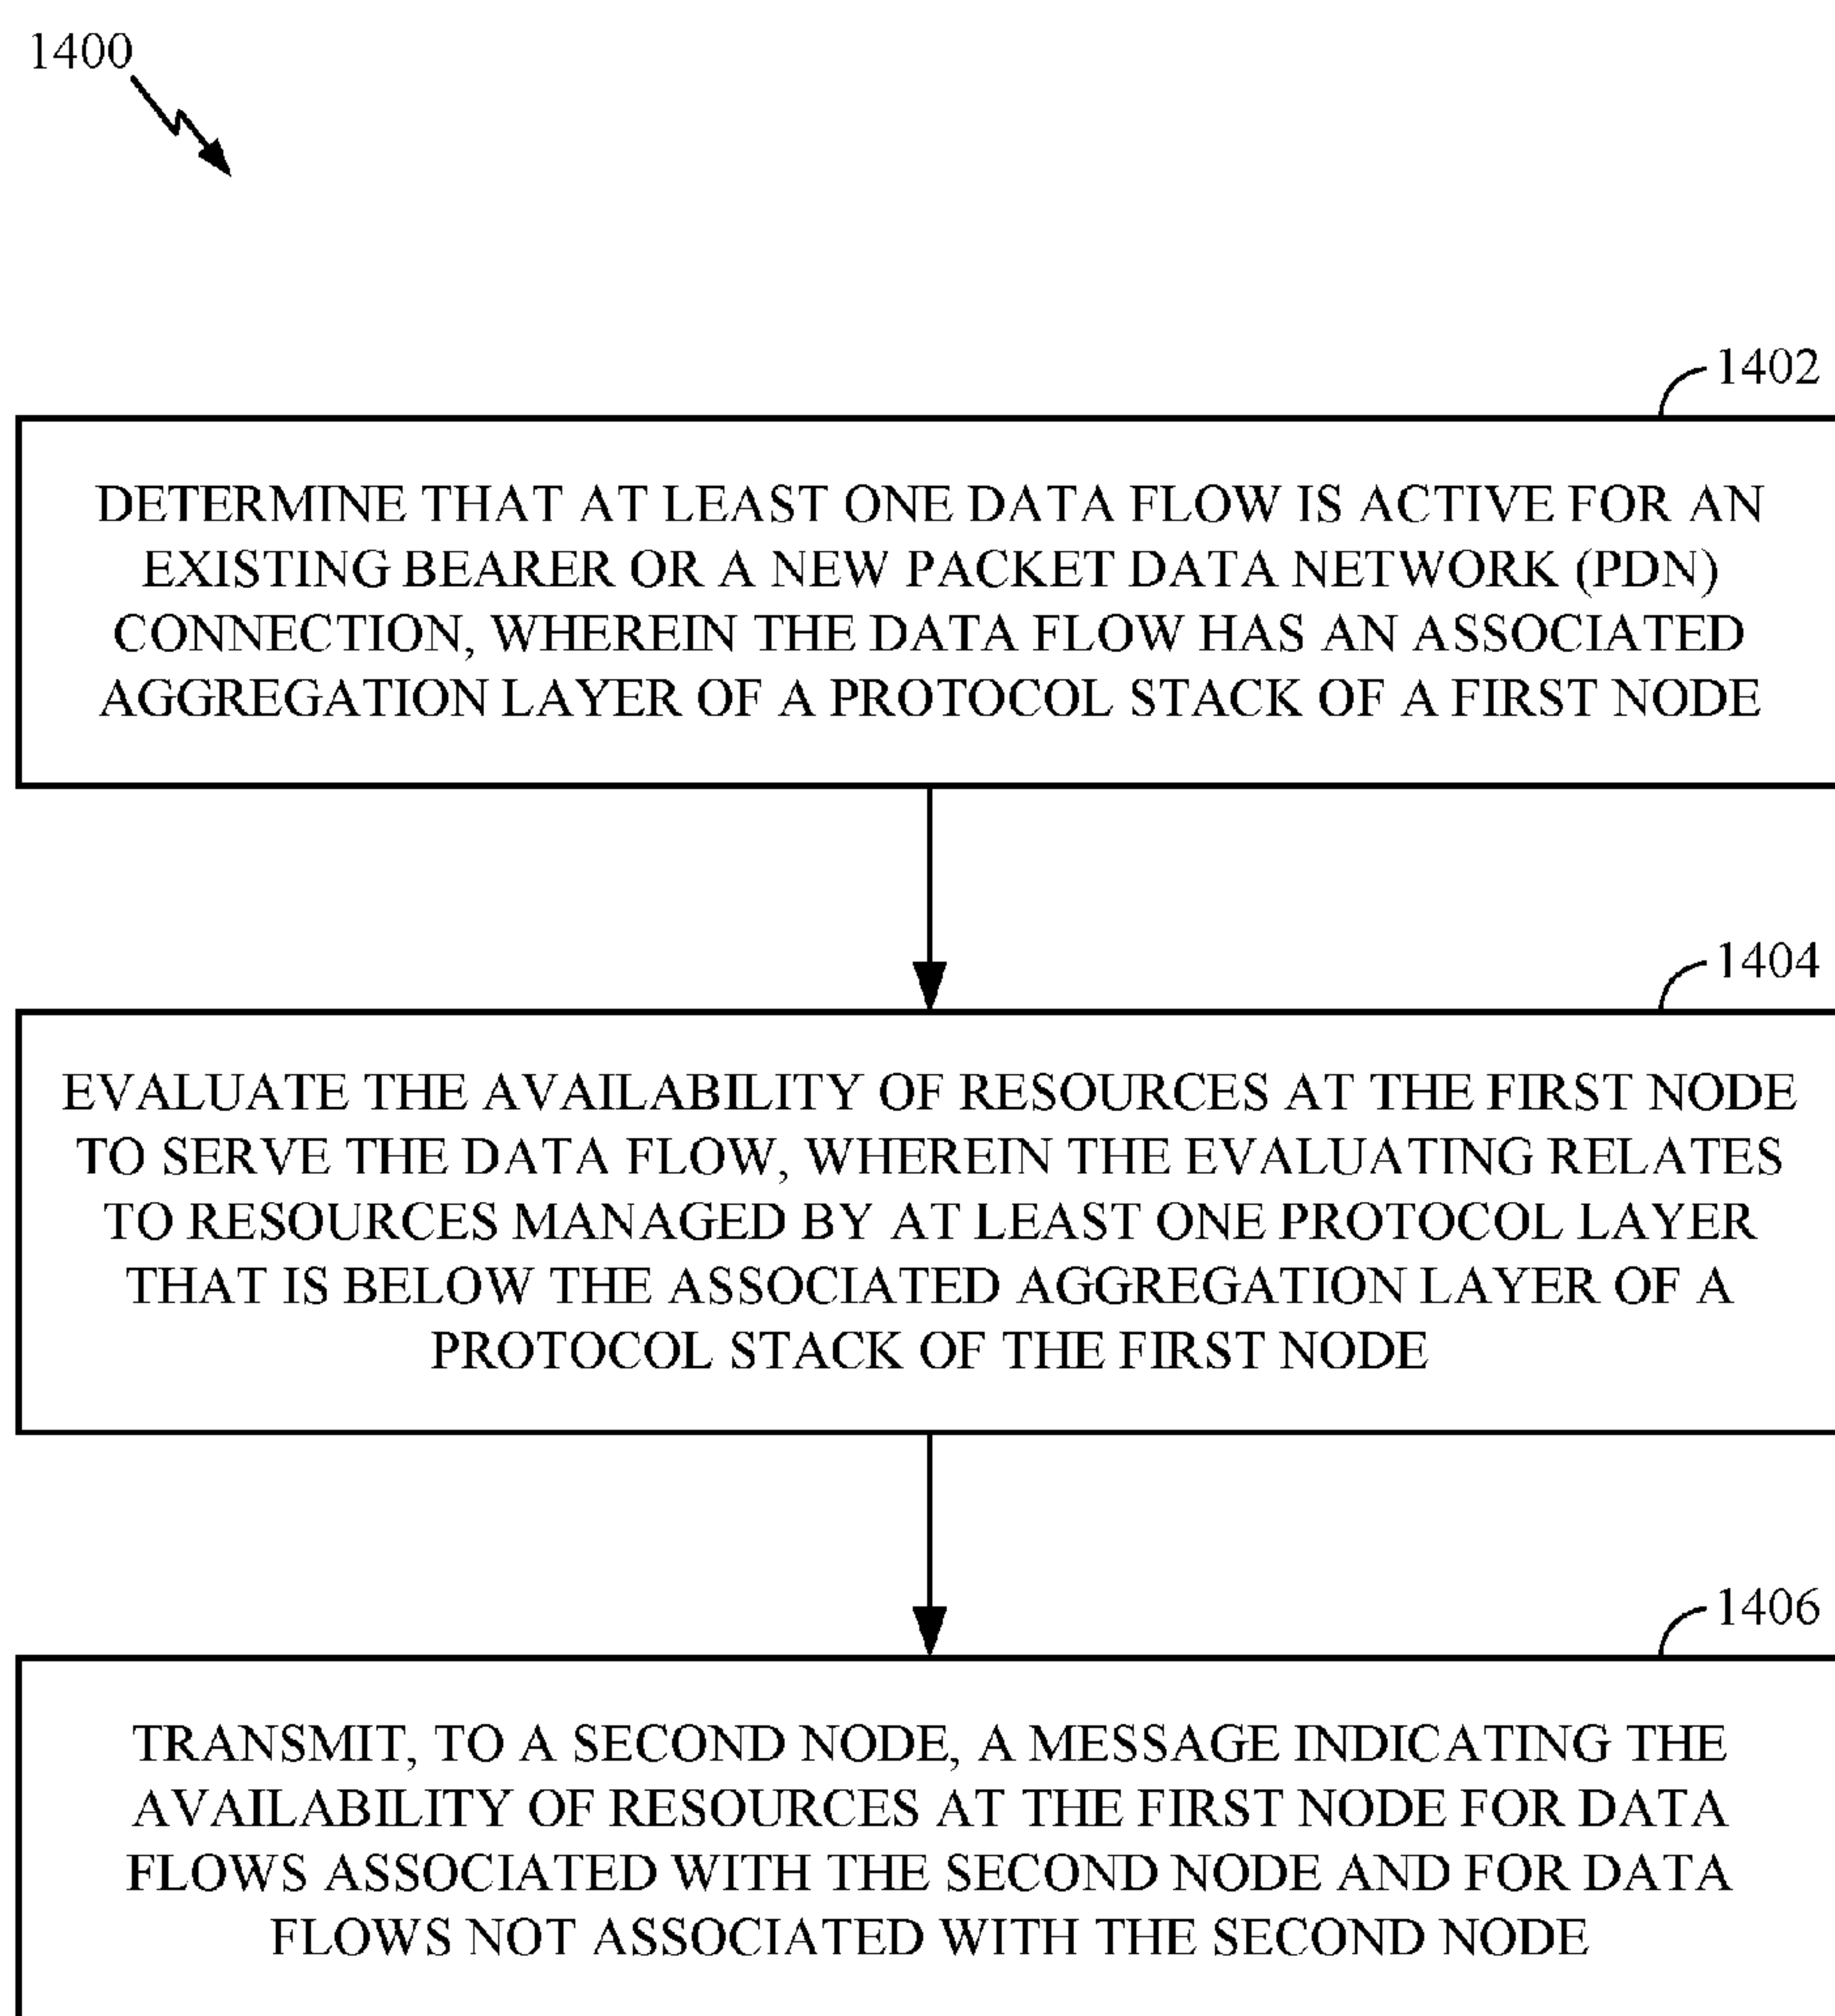 1400
1402
DETERMINE THAT AT LEAST ONE DATA FLOW IS ACTIVE FOR AN
EXISTING BEARER OR A NEW PACKET DATA NETWORK (PDN)
CONNECTION, WHEREIN THE DATA FLOW HAS AN ASSOCIATED
AGGREGATION LAYER OF A PROTOCOL STACK OF A FIRST NODE
1404
EVALUATE THE AVAILABILITY OF RESOURCES AT THE FIRST NODE
TO SERVE THE DATA FLOW, WHEREIN THE EVALUATING RELATES
TO RESOURCES MANAGED BY AT LEAST ONE PROTOCOL LAYER
THAT IS BELOW THE ASSOCIATED AGGREGATION LAYER OF A
PROTOCOL STACK OF THE FIRST NODE
1406
TRANSMIT, TO A SECOND NODE, A MESSAGE INDICATING THE
AVAILABILITY OF RESOURCES AT THE FIRST NODE FOR DATA
FLOWS ASSOCIATED WITH THE SECOND NODE AND FOR DATA
FLOWS NOT ASSOCIATED WITH THE SECOND NODE